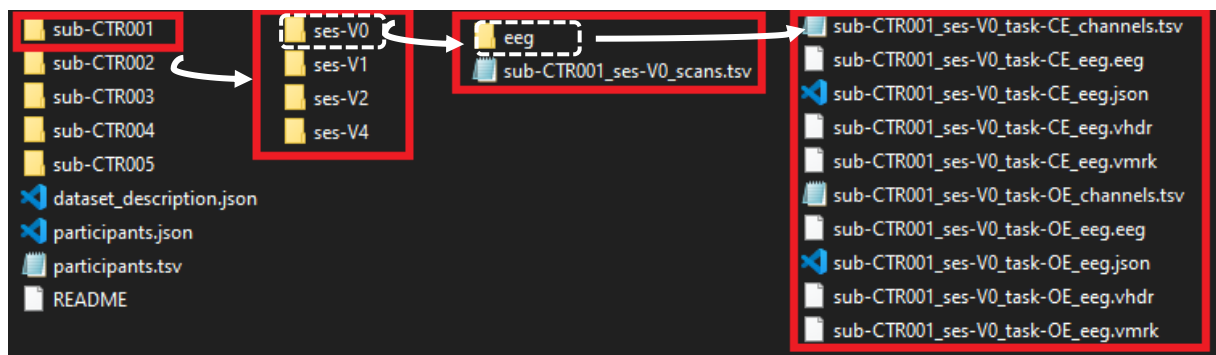 sub-CTR001
sub-CTR002
sub-CTR003
sub-CTR004
sub-CTR005
dataset_description.json
participants.json
participants.tsv
README
ses-V0
ses-V1
ses-V2
ses-V4
eeg
sub-CTR001_ses-V0_scans.tsv
sub-CTR001_ses-V0_task-CE_channels.tsv
sub-CTR001_ses-V0_task-CE_eeg.eeg
sub-CTR001_ses-V0_task-CE_eeg.json
sub-CTR001_ses-V0_task-CE_eeg.vhdr
sub-CTR001_ses-V0_task-CE_eeg.vmrk
sub-CTR001_ses-V0_task-OE_channels.tsv
sub-CTR001_ses-V0_task-OE_eeg.eeg
sub-CTR001_ses-V0_task-OE_eeg.json
sub-CTR001_ses-V0_task-OE_eeg.vhdr
sub-CTR001_ses-V0_task-OE_eeg.vmrk